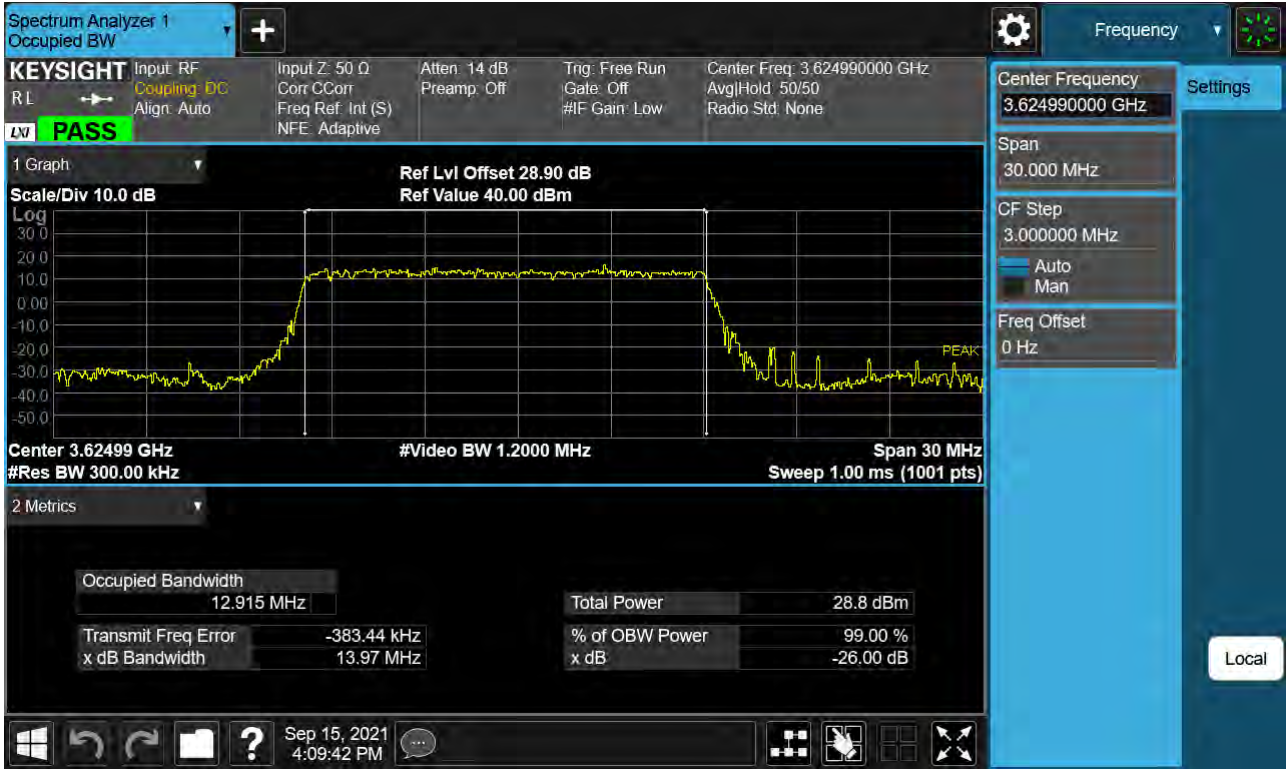 Spectrum Analyzer 1
Occupied BW
+
Frequency
KEYSIGHT
RL
LXI
PASS
Input: RF
Coupling: DC
Align: Auto
Input Z: 50 Ω
Corr CCorr
Freq Ref: Int (S)
NFE: Adaptive
Atten: 14 dB
Preamp: Off
Trig: Free Run
Gate: Off
#IF Gain: Low
Center Freq: 3.624990000 GHz
Avg|Hold: 50/50
Radio Std: None
Center Frequency
3.624990000 GHz
Settings
Span
30.000 MHz
CF Step
3.000000 MHz
Auto
Man
Freq Offset
0 Hz
1 Graph
Scale/Div 10.0 dB
Ref Lvl Offset 28.90 dB
Ref Value 40.00 dBm
Log
30.0
20.0
10.0
0.00
-10.0
-20.0
-30.0
-40.0
-50.0
PEAK
Center 3.62499 GHz
#Video BW 1.2000 MHz
Span 30 MHz
#Res BW 300.00 kHz
Sweep 1.00 ms (1001 pts)
2 Metrics
Occupied Bandwidth
12.915 MHz
Total Power 28.8 dBm
Transmit Freq Error -383.44 kHz
% of OBW Power 99.00 %
x dB Bandwidth 13.97 MHz
x dB -26.00 dB
Local
?
Sep 15, 2021
4:09:42 PM